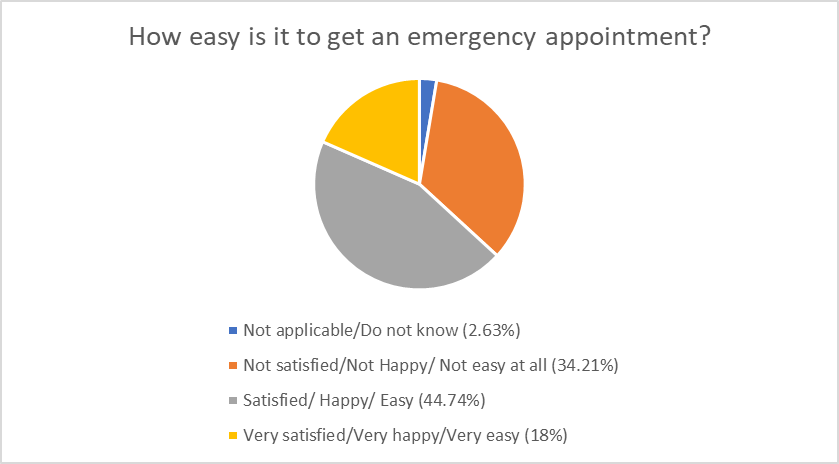 How easy is it to get an emergency appointment?
Not applicable/Do not know (2.63%)
Not satisfied/Not Happy/ Not easy at all (34.21%)
Satisfied/ Happy/ Easy (44.74%)
Very satisfied/Very happy/Very easy (18%)